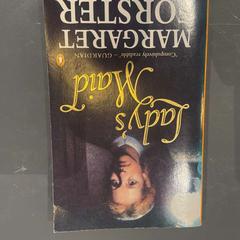 Lady's
Maid
'Compulsively readable' – GUARDIAN
MARGARET
FORSTER